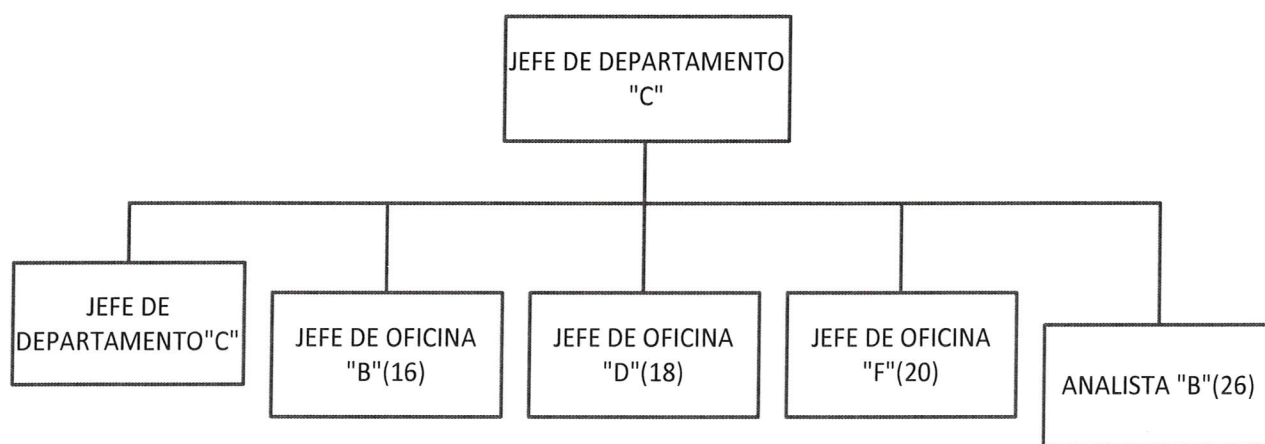 JEFE DE DEPARTAMENTO
"C"
JEFE DE
DEPARTAMENTO"C"
JEFE DE OFICINA
"B"(16)
JEFE DE OFICINA
"D"(18)
JEFE DE OFICINA
"F"(20)
ANALISTA "B"(26)